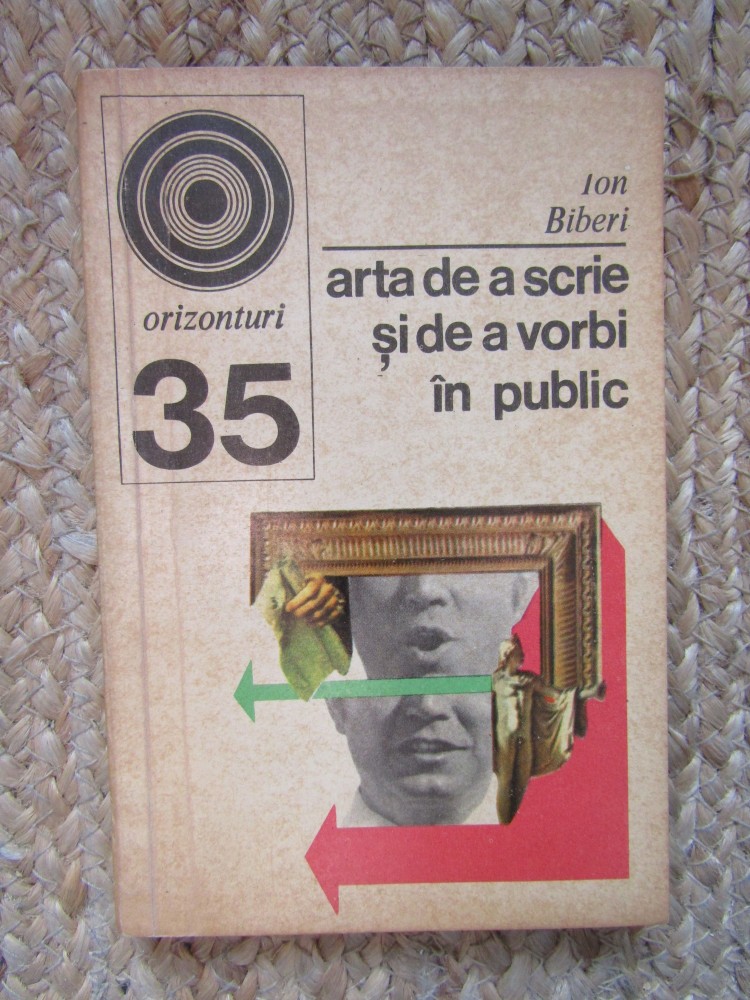 orizonturi
35
Ion
Biberi
arta de a scrie
și de a vorbi
în public